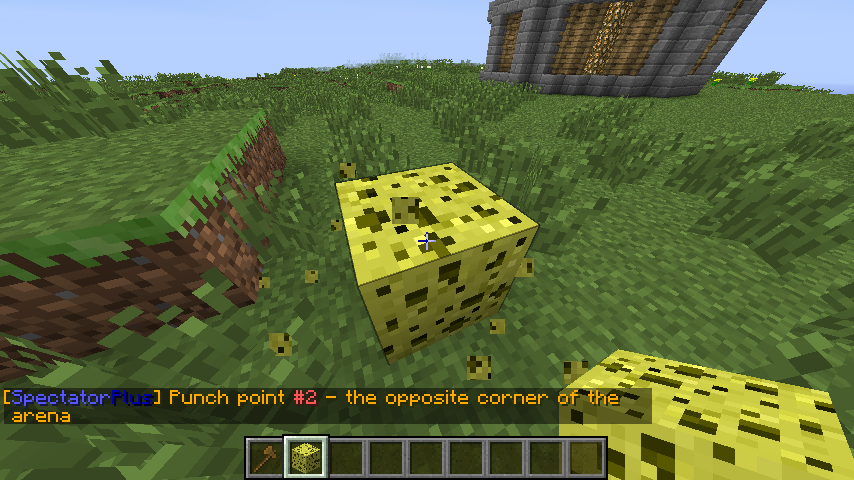 [SpectatorPlus] Punch point #2 - the opposite corner of the
arena